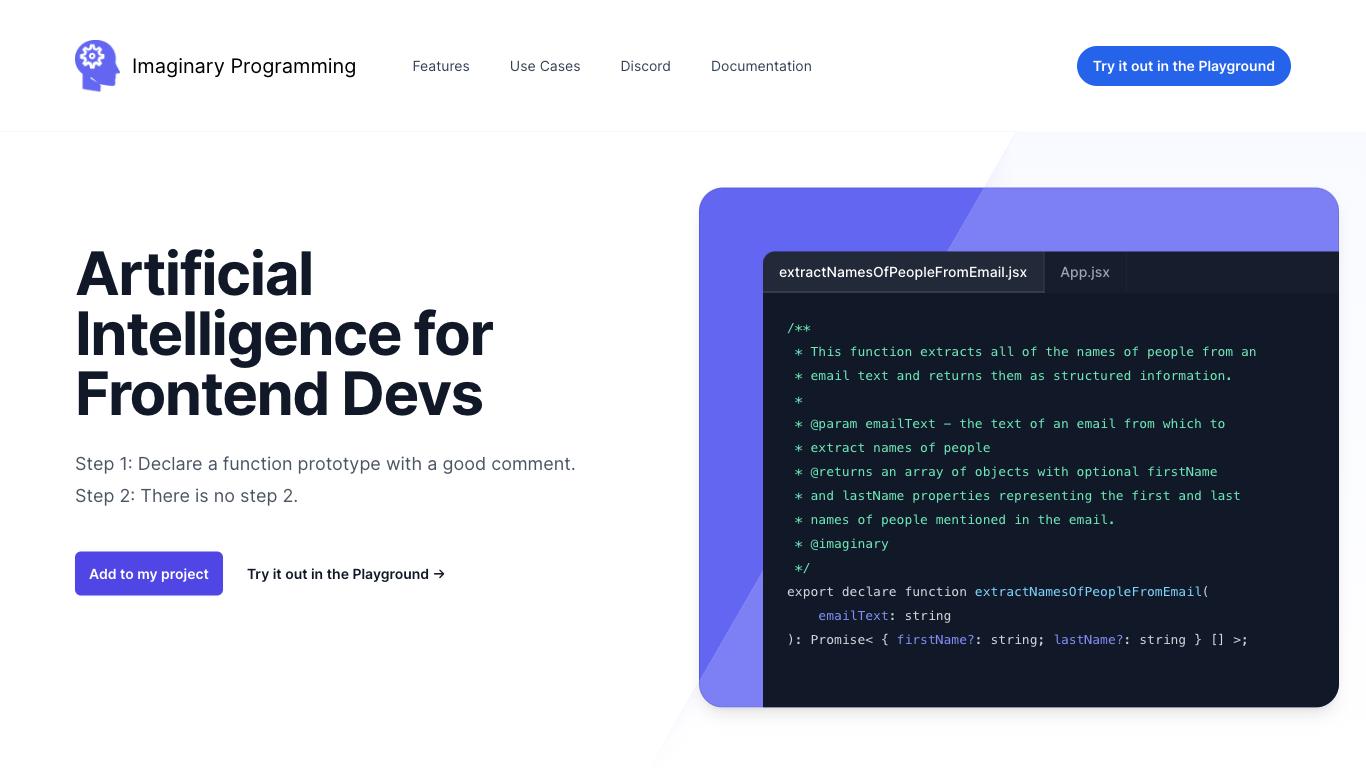 Imaginary Programming
Features
Use Cases
Discord
Documentation
Try it out in the Playground
Artificial
Intelligence for
Frontend Devs
Step 1: Declare a function prototype with a good comment.
Step 2: There is no step 2.
Add to my project
Try it out in the Playground →
extractNamesOfPeopleFromEmail.jsx
App.jsx
/**
 * This function extracts all of the names of people from an
 * email text and returns them as structured information.
 *
 * @param emailText – the text of an email from which to
 * extract names of people
 * @returns an array of objects with optional firstName
 * and lastName properties representing the first and last
 * names of people mentioned in the email.
 * @imaginary
 */
export declare function extractNamesOfPeopleFromEmail(
    emailText: string
): Promise< { firstName?: string; lastName?: string } [] >;